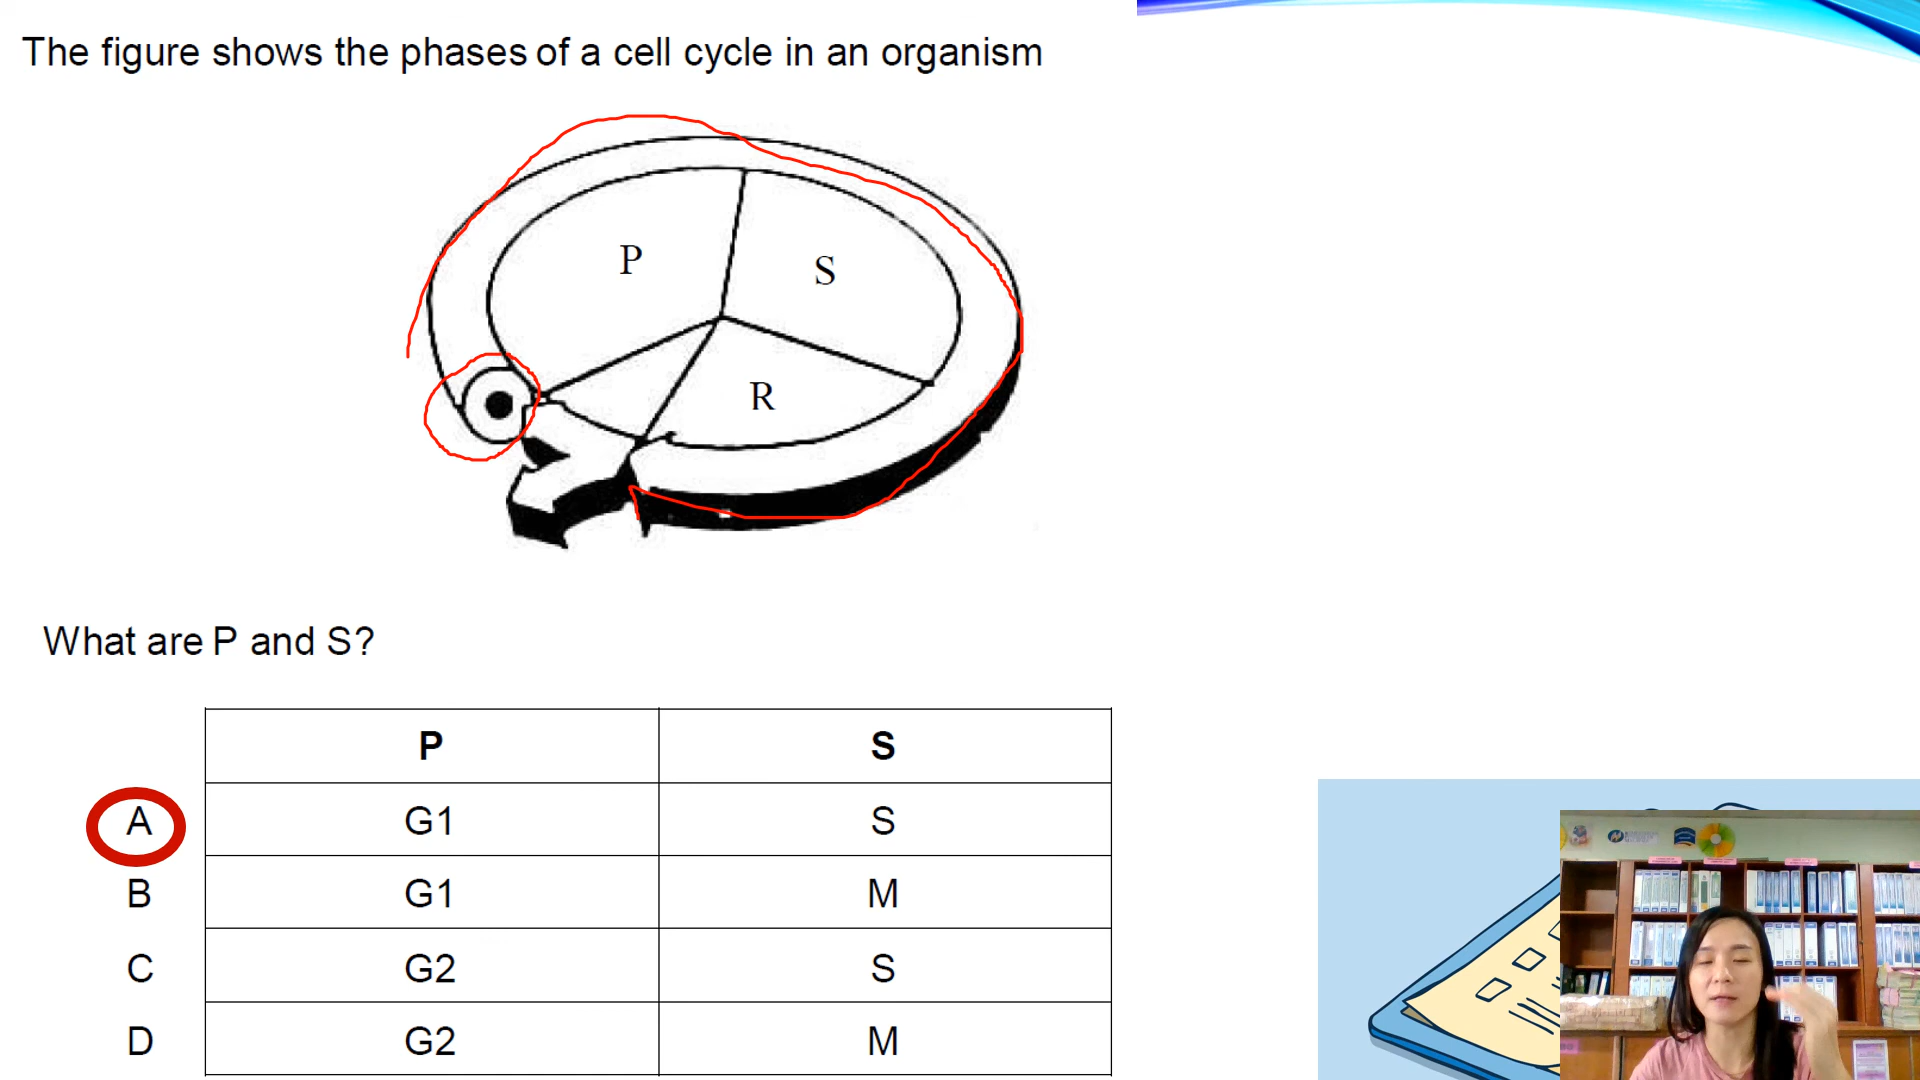 The figure shows the phases of a cell cycle in an organism
P
S
R
What are P and S?
P S
A G1 S
B G1 M
C G2 S
D G2 M